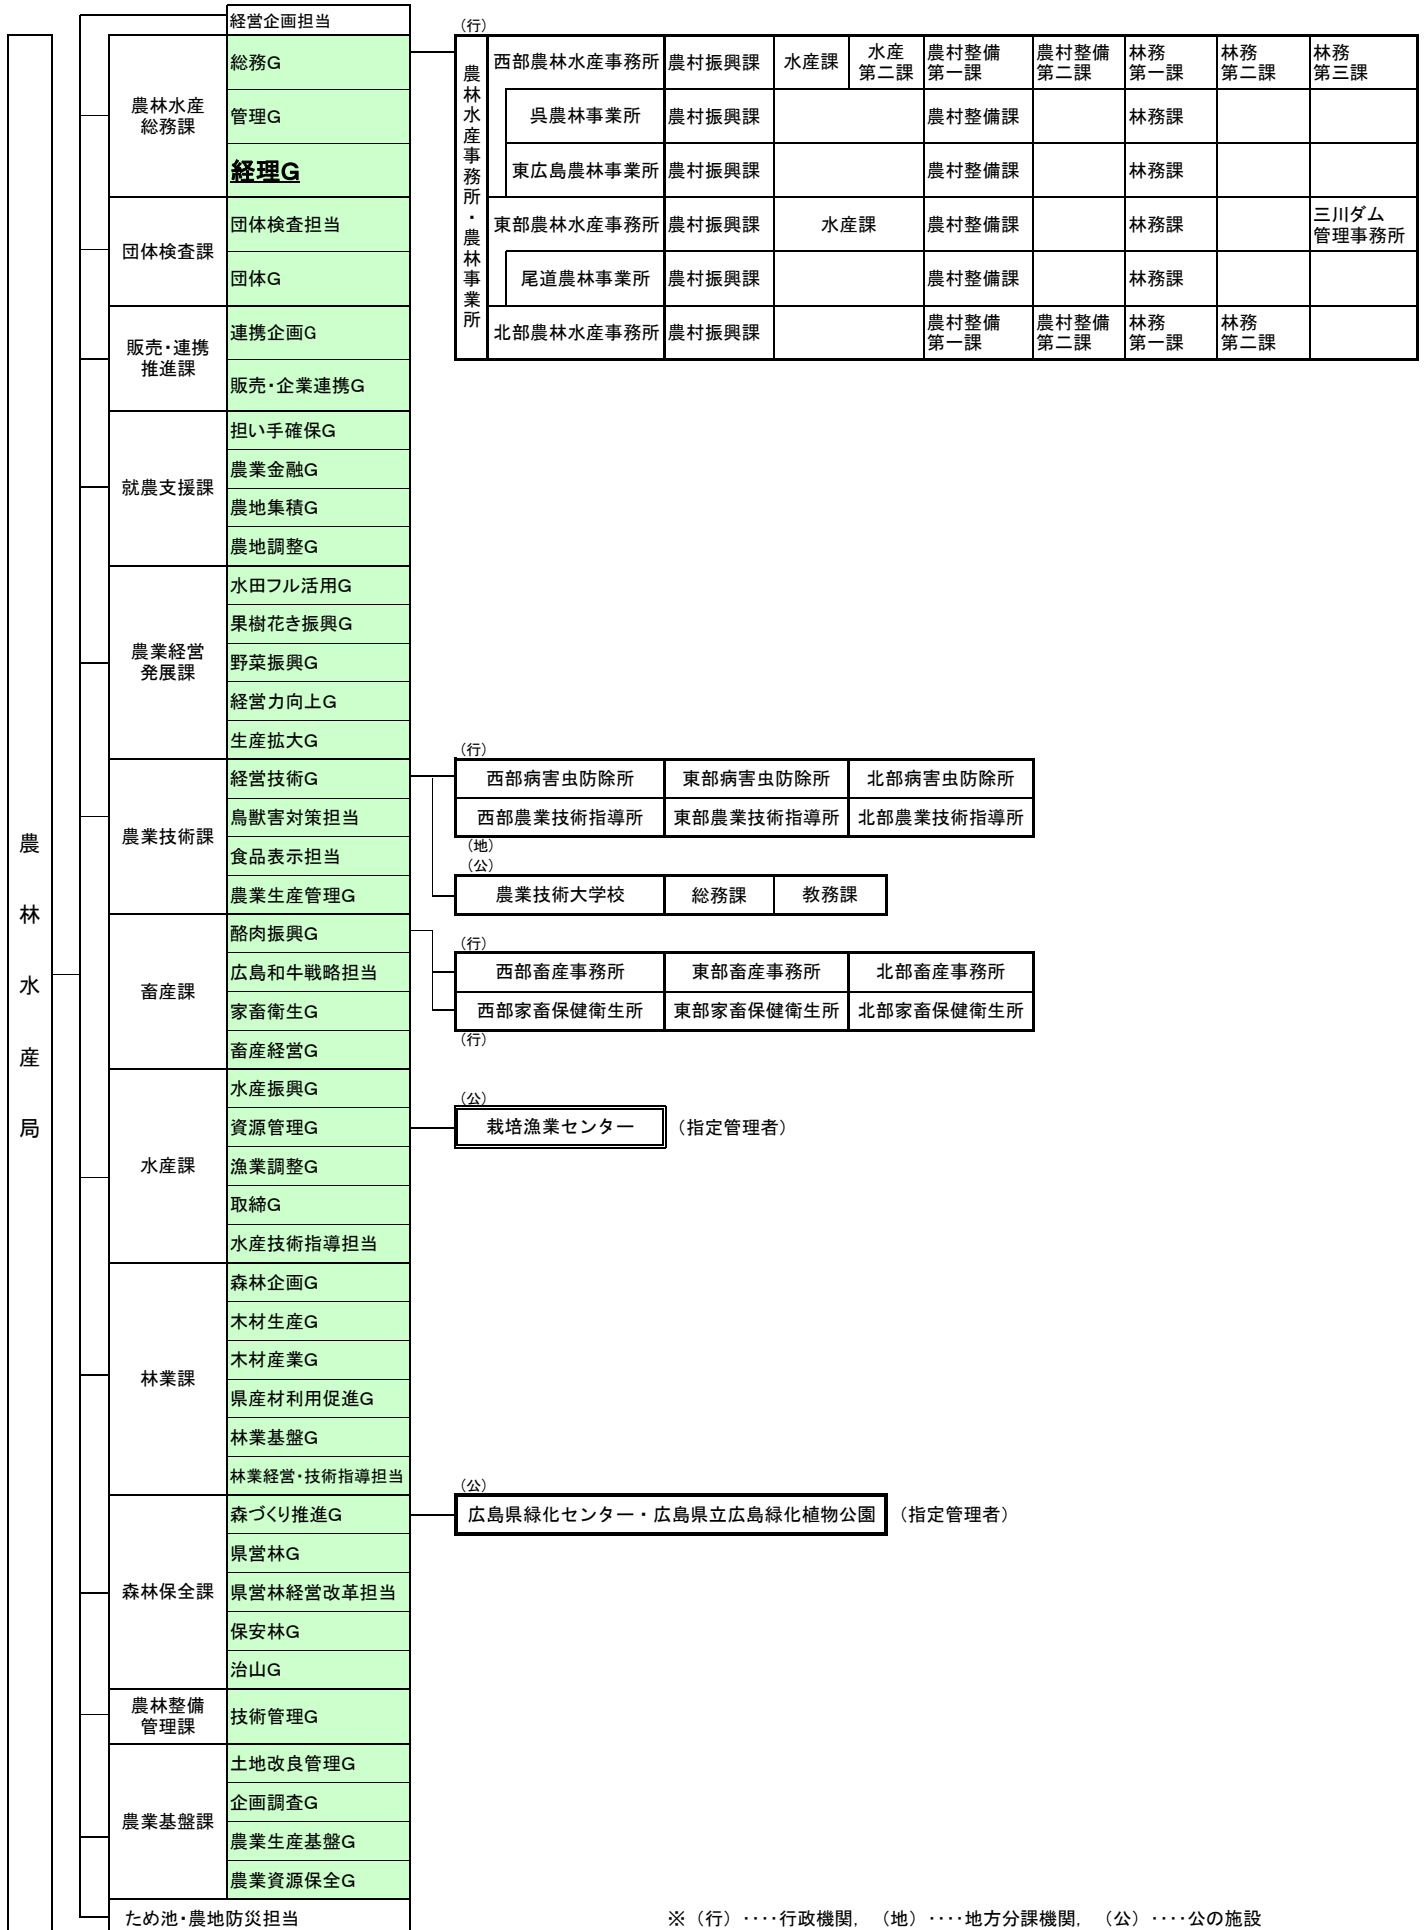 農林水産局
経営企画担当
農林水産
総務課
総務G
管理G
経理G
団体検査課
団体検査担当
団体G
販売・連携
推進課
連携企画G
販売・企業連携G
就農支援課
担い手確保G
農業金融G
農地集積G
農地調整G
農業経営
発展課
水田フル活用G
果樹花き振興G
野菜振興G
経営力向上G
生産拡大G
農業技術課
経営技術G
鳥獣害対策担当
食品表示担当
農業生産管理G
畜産課
酪肉振興G
広島和牛戦略担当
家畜衛生G
畜産経営G
水産課
水産振興G
資源管理G
漁業調整G
取締G
水産技術指導担当
林業課
森林企画G
木材生産G
木材産業G
県産材利用促進G
林業基盤G
林業経営・技術指導担当
森林保全課
森づくり推進G
県営林G
県営林経営改革担当
保安林G
治山G
農林整備
管理課
技術管理G
農業基盤課
土地改良管理G
企画調査G
農業生産基盤G
農業資源保全G
ため池・農地防災担当
（行）
農林水産事務所・農林事業所
西部農林水産事務所 農村振興課 水産課 水産第二課 農村整備第一課 農村整備第二課 林務第一課 林務第二課 林務第三課
呉農林事業所 農村振興課 農村整備課 林務課
東広島農林事業所 農村振興課 農村整備課 林務課
東部農林水産事務所 農村振興課 水産課 農村整備課 林務課 三川ダム管理事務所
尾道農林事業所 農村振興課 農村整備課 林務課
北部農林水産事務所 農村振興課 農村整備第一課 農村整備第二課 林務第一課 林務第二課
（行）
西部病害虫防除所 東部病害虫防除所 北部病害虫防除所
西部農業技術指導所 東部農業技術指導所 北部農業技術指導所
（地）
（公）
農業技術大学校 総務課 教務課
（行）
西部畜産事務所 東部畜産事務所 北部畜産事務所
西部家畜保健衛生所 東部家畜保健衛生所 北部家畜保健衛生所
（行）
（公）
栽培漁業センター （指定管理者）
（公）
広島県緑化センター・広島県立広島緑化植物公園 （指定管理者）
※（行）････行政機関，（地）････地方分課機関，（公）････公の施設